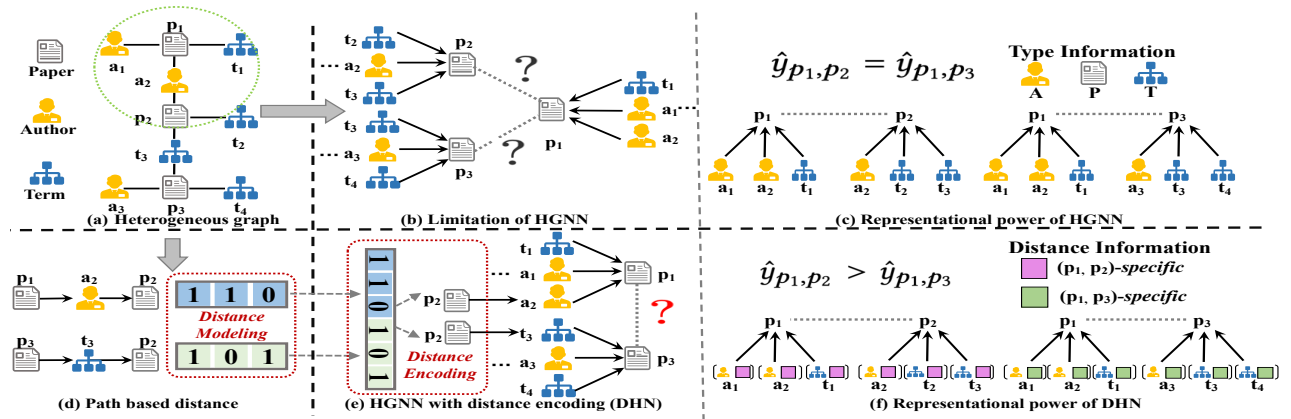 p₁
a₁
t₁
a₂
p₂
t₂
t₃
a₃
p₃
t₄
Paper
Author
Term
(a) Heterogeneous graph
t₂
... a₂
t₃
p₂
?
t₃
... a₃
t₄
p₃
?
p₁
t₁
a₁ ...
a₂
(b) Limitation of HGNN
ŷp₁,p₂ = ŷp₁,p₃
Type Information
A P T
p₁ p₂ p₁ p₃
a₁ a₂ t₁ a₂ t₂ t₃ a₁ a₂ t₁ a₃ t₃ t₄
(c) Representational power of HGNN
p₁ a₂ p₂
p₃ t₃ p₂
1 1 0
Distance
Modeling
1 0 1
(d) Path based distance
1 1 0 1 0 1
p₂
p₂
Distance
Encoding
t₁
... a₁
a₂
t₃
... a₃
t₄
p₁
?
p₃
(e) HGNN with distance encoding (DHN)
ŷp₁,p₂ > ŷp₁,p₃
Distance Information
(p₁, p₂)-specific
(p₁, p₃)-specific
p₁ p₂ p₁ p₃
a₁ a₂ t₁ a₂ t₂ t₃ a₁ a₂ t₁ a₃ t₃ t₄
(f) Representational power of DHN